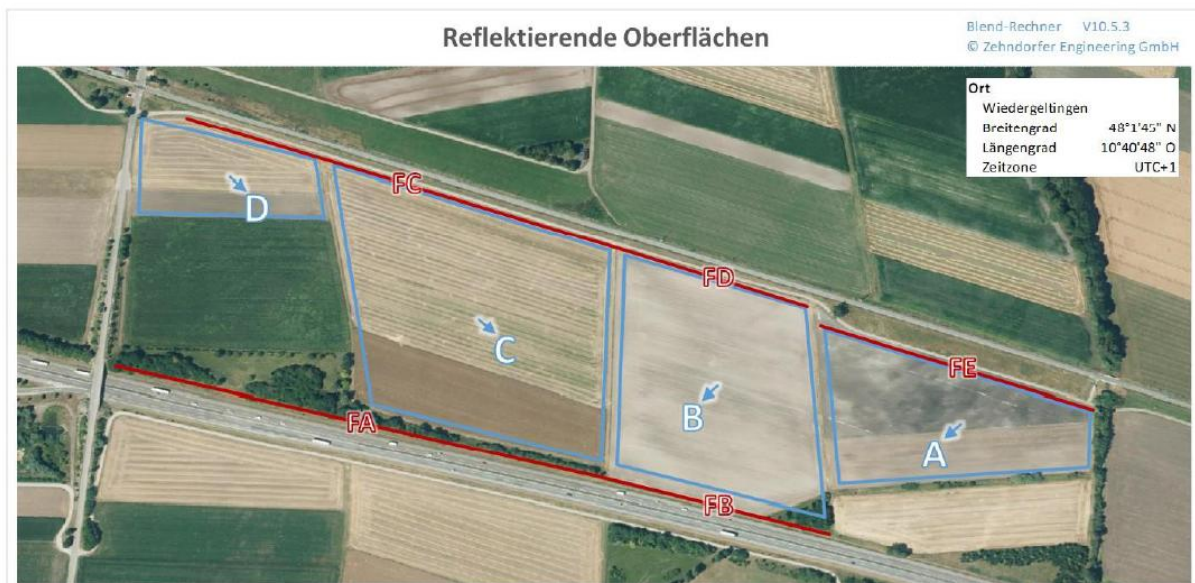 Reflektierende Oberflächen
Blend-Rechner V10.5.3
© Zehndorfer Engineering GmbH
Ort
Wiedergeltingen
Breitengrad 48°1'45" N
Längengrad 10°40'48" O
Zeitzone UTC+1
D
FC
FD
C
FE
B
A
FA
FB